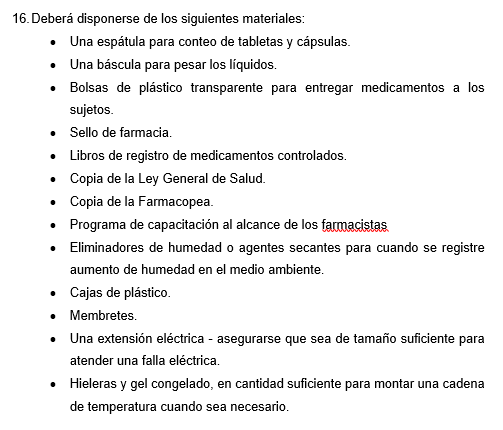 16. Deberá disponerse de los siguientes materiales:
• Una espátula para conteo de tabletas y cápsulas.
• Una báscula para pesar los líquidos.
• Bolsas de plástico transparente para entregar medicamentos a los
sujetos.
• Sello de farmacia.
• Libros de registro de medicamentos controlados.
• Copia de la Ley General de Salud.
• Copia de la Farmacopea.
• Programa de capacitación al alcance de los farmacistas
• Eliminadores de humedad o agentes secantes para cuando se registre
aumento de humedad en el medio ambiente.
• Cajas de plástico.
• Membretes.
• Una extensión eléctrica - asegurarse que sea de tamaño suficiente para
atender una falla eléctrica.
• Hieleras y gel congelado, en cantidad suficiente para montar una cadena
de temperatura cuando sea necesario.